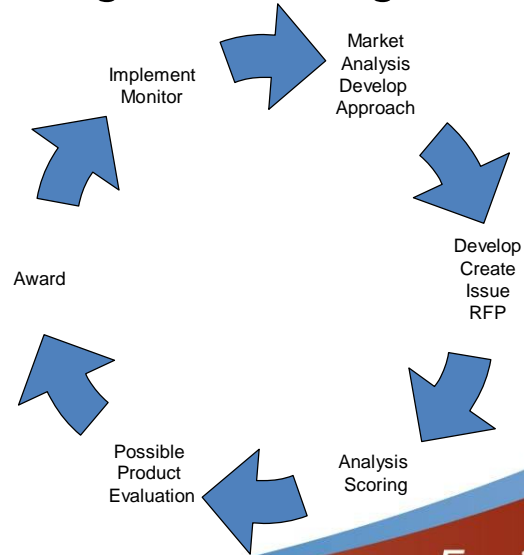 Market
Analysis
Develop
Approach
Develop
Create
Issue
RFP
Analysis
Scoring
Possible
Product
Evaluation
Award
Implement
Monitor